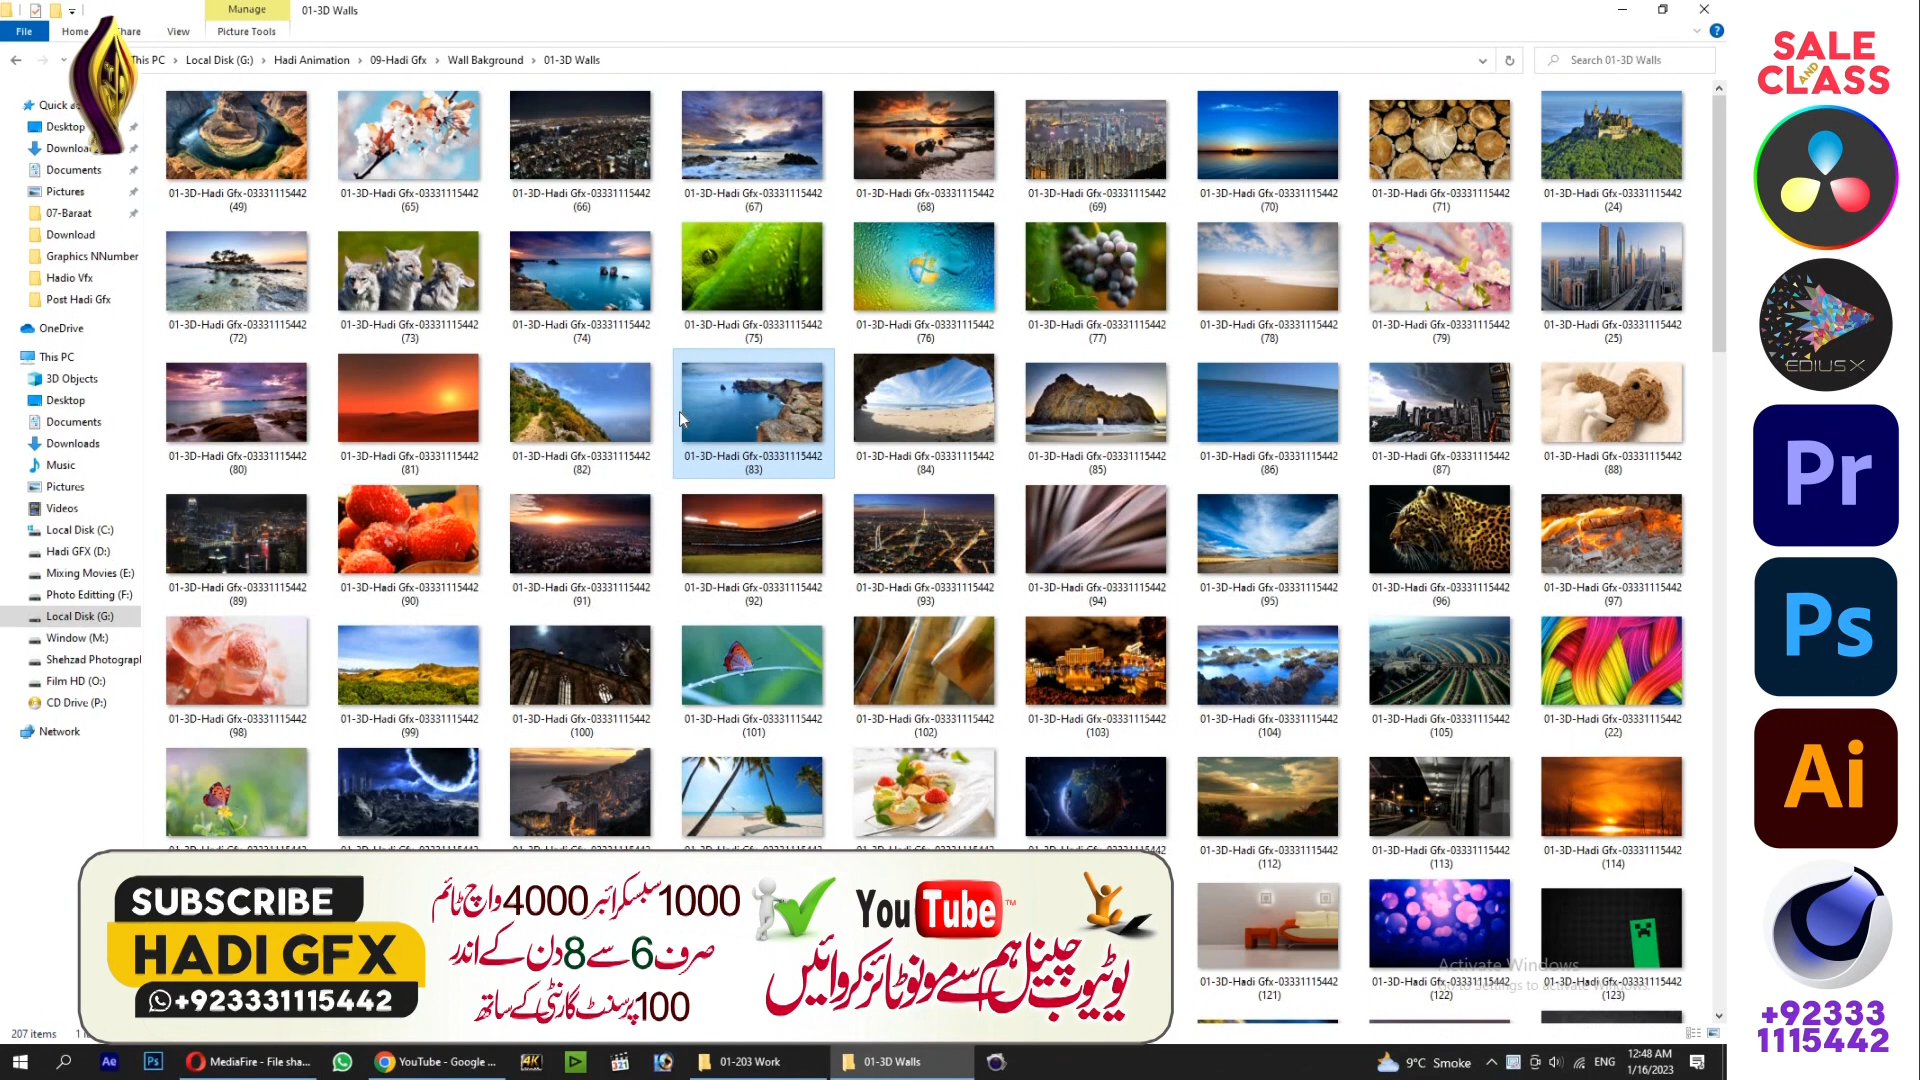 Manage
01-3D Walls
File
Home
Share
View
Picture Tools
This PC > Local Disk (G:) > Hadi Animation > 09-Hadi Gfx > Wall Bakground > 01-3D Walls
Search 01-3D Walls
Desktop
Documents
Pictures
07-Baraat
Download
Graphics NNumber
Hadio Vfx
Post Hadi Gfx
OneDrive
This PC
3D Objects
Desktop
Documents
Downloads
Music
Pictures
Videos
Local Disk (C:)
Hadi GFX (D:)
Mixing Movies (E:)
Photo Editting (F:)
Local Disk (G:)
Window (M:)
Shehzad Photograpl
Film HD (O:)
CD Drive (P:)
Network
01-3D-Hadi Gfx-03331115442 (49)
01-3D-Hadi Gfx-03331115442 (65)
01-3D-Hadi Gfx-03331115442 (66)
01-3D-Hadi Gfx-03331115442 (67)
01-3D-Hadi Gfx-03331115442 (68)
01-3D-Hadi Gfx-03331115442 (69)
01-3D-Hadi Gfx-03331115442 (70)
01-3D-Hadi Gfx-03331115442 (71)
01-3D-Hadi Gfx-03331115442 (24)
01-3D-Hadi Gfx-03331115442 (72)
01-3D-Hadi Gfx-03331115442 (73)
01-3D-Hadi Gfx-03331115442 (74)
01-3D-Hadi Gfx-03331115442 (75)
01-3D-Hadi Gfx-03331115442 (76)
01-3D-Hadi Gfx-03331115442 (77)
01-3D-Hadi Gfx-03331115442 (78)
01-3D-Hadi Gfx-03331115442 (79)
01-3D-Hadi Gfx-03331115442 (25)
01-3D-Hadi Gfx-03331115442 (80)
01-3D-Hadi Gfx-03331115442 (81)
01-3D-Hadi Gfx-03331115442 (82)
01-3D-Hadi Gfx-03331115442 (83)
01-3D-Hadi Gfx-03331115442 (84)
01-3D-Hadi Gfx-03331115442 (85)
01-3D-Hadi Gfx-03331115442 (86)
01-3D-Hadi Gfx-03331115442 (87)
01-3D-Hadi Gfx-03331115442 (88)
01-3D-Hadi Gfx-03331115442 (89)
01-3D-Hadi Gfx-03331115442 (90)
01-3D-Hadi Gfx-03331115442 (91)
01-3D-Hadi Gfx-03331115442 (92)
01-3D-Hadi Gfx-03331115442 (93)
01-3D-Hadi Gfx-03331115442 (94)
01-3D-Hadi Gfx-03331115442 (95)
01-3D-Hadi Gfx-03331115442 (96)
01-3D-Hadi Gfx-03331115442 (97)
01-3D-Hadi Gfx-03331115442 (98)
01-3D-Hadi Gfx-03331115442 (99)
01-3D-Hadi Gfx-03331115442 (100)
01-3D-Hadi Gfx-03331115442 (101)
01-3D-Hadi Gfx-03331115442 (102)
01-3D-Hadi Gfx-03331115442 (103)
01-3D-Hadi Gfx-03331115442 (104)
01-3D-Hadi Gfx-03331115442 (105)
01-3D-Hadi Gfx-03331115442 (22)
01-3D-Hadi Gfx-03331115442 (112)
01-3D-Hadi Gfx-03331115442 (113)
01-3D-Hadi Gfx-03331115442 (114)
01-3D-Hadi Gfx-03331115442 (121)
01-3D-Hadi Gfx-03331115442 (122)
01-3D-Hadi Gfx-03331115442 (123)
Activate Windows
Go to Settings to activate Windows.
SUBSCRIBE
HADI GFX
+923331115442
1000 سبسکرائبر 4000 واچ ٹائم
صرف 6 سے 8 دن کے اندر
100 پرسنٹ گارنٹی کے ساتھ
YouTube™
یوٹیوب چینل ہم سے مونوٹائز کروائیں
207 items
MediaFire - File sha...
YouTube - Google ...
01-203 Work
01-3D Walls
9°C Smoke
ENG
12:48 AM
1/16/2023
SALE
AND
CLASS
EDIUS X
Pr
Ps
Ai
+92333
1115442